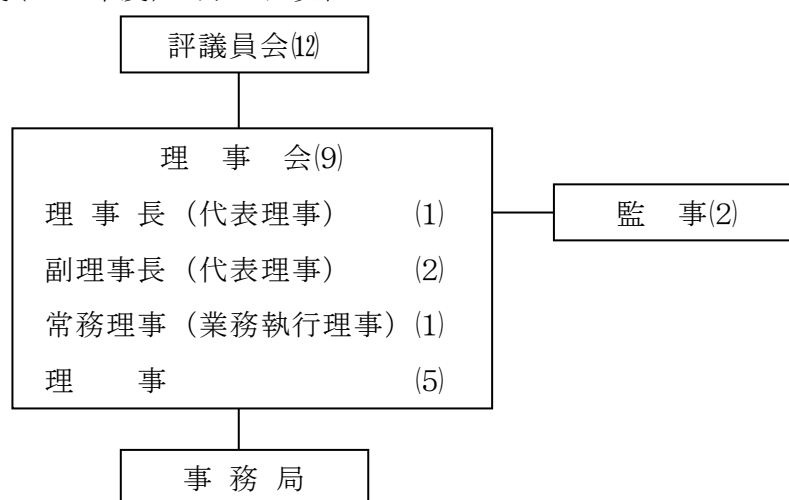 評議員会⑿
理　事　会⑼
理 事 長（代表理事）　⑴
副理事長（代表理事）　⑵
常務理事（業務執行理事）⑴
理　　事　⑸
監　事⑵
事 務 局